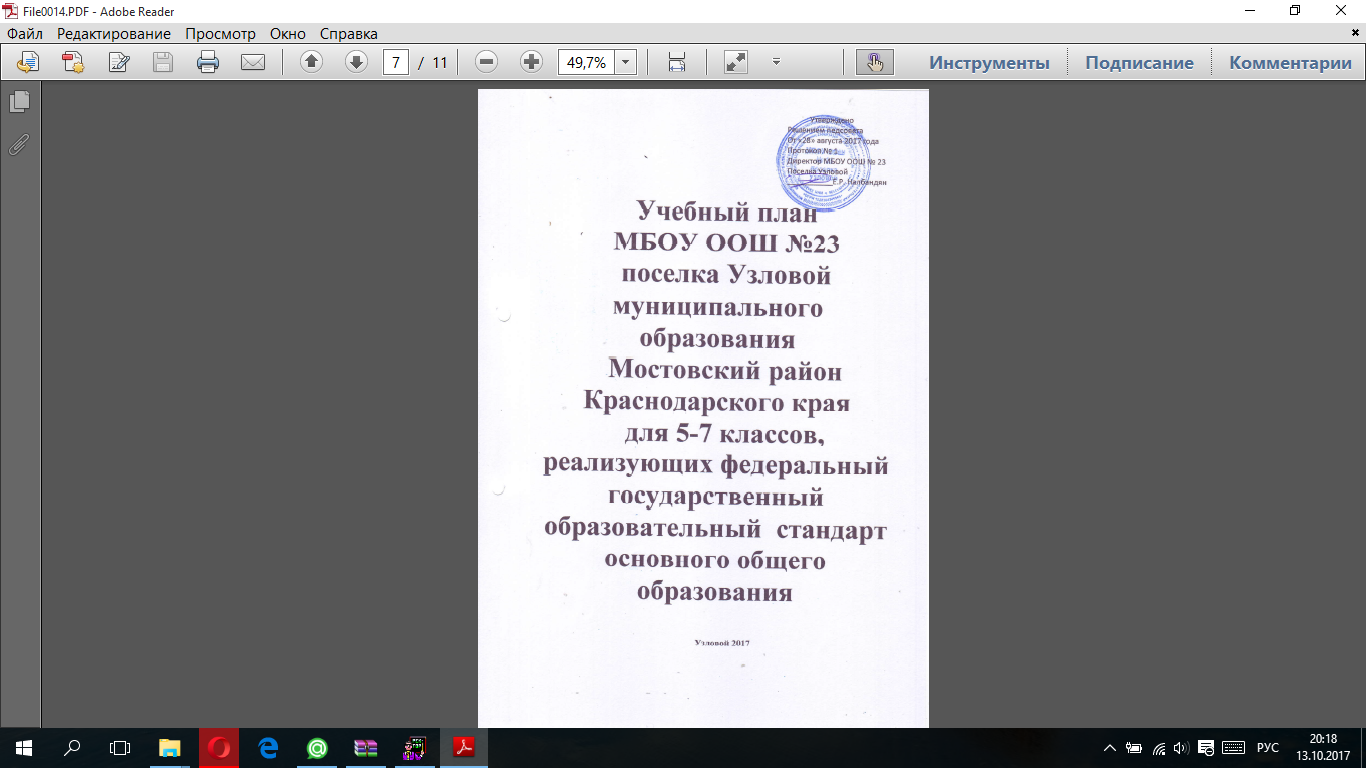 File0014.PDF - Adobe Reader
Файл Редактирование Просмотр Окно Справка
7 / 11 49,7% Инструменты Подписание Комментарии
Утверждено
Решением педсовета
От «28» августа 2017 года
Протокол № 1
Директор МБОУ ООШ № 23
Поселка Узловой
Е.Р. Налбандян
Учебный план
МБОУ ООШ №23
поселка Узловой
муниципального
образования
Мостовский район
Краснодарского края
для 5-7 классов,
реализующих федеральный
государственный
образовательный стандарт
основного общего
образования
Узловой 2017
РУС
20:18
13.10.2017